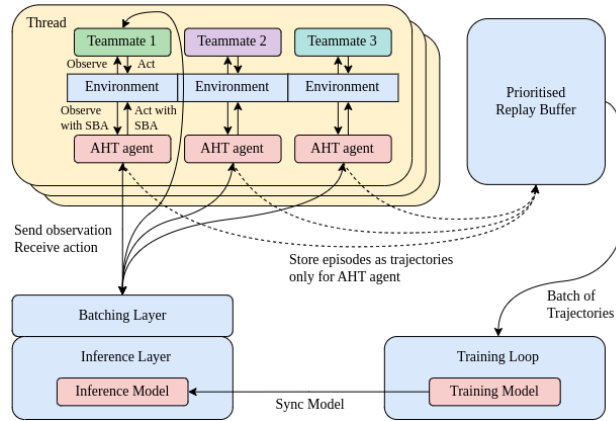 Thread
Teammate 1
Teammate 2
Teammate 3
Observe
Act
Environment
Environment
Environment
Observe
with SBA
Act with
SBA
AHT agent
AHT agent
AHT agent
Prioritised
Replay Buffer
Send observation
Receive action
Store episodes as trajectories
only for AHT agent
Batch of
Trajectories
Batching Layer
Inference Layer
Inference Model
Sync Model
Training Loop
Training Model